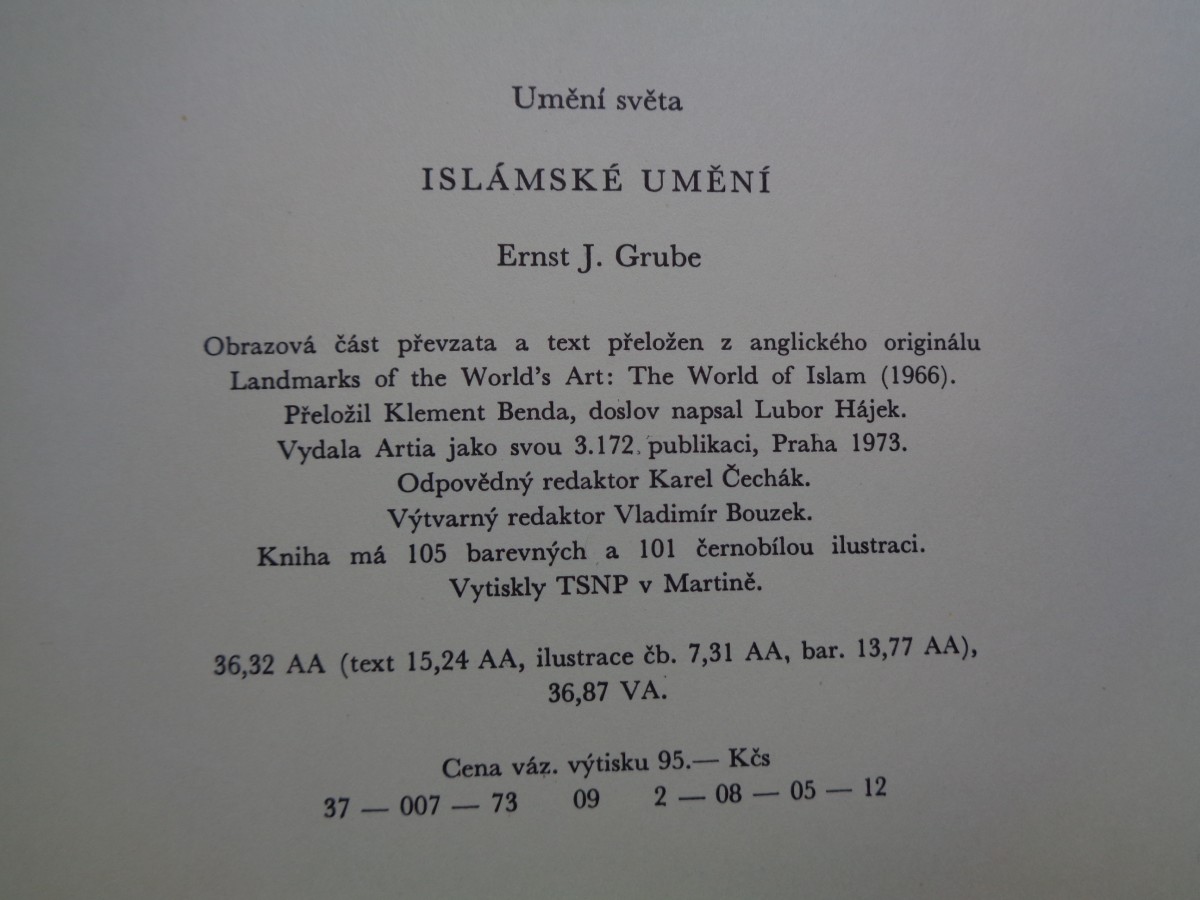 Umění světa
ISLÁMSKÉ UMĚNÍ
Ernst J. Grube
Obrazová část převzata a text přeložen z anglického originálu
Landmarks of the World's Art: The World of Islam (1966).
Přeložil Klement Benda, doslov napsal Lubor Hájek.
Vydala Artia jako svou 3.172. publikaci, Praha 1973.
Odpovědný redaktor Karel Čechák.
Výtvarný redaktor Vladimír Bouzek.
Kniha má 105 barevných a 101 černobílou ilustraci.
Vytiskly TSNP v Martině.
36,32 AA (text 15,24 AA, ilustrace čb. 7,31 AA, bar. 13,77 AA),
36,87 VA.
Cena váz. výtisku 95.— Kčs
37 — 007 — 73 09 2 — 08 — 05 — 12